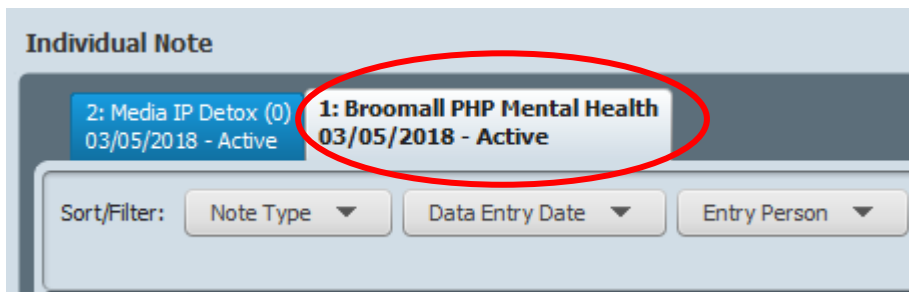 Individual Note
2: Media IP Detox (0)
03/05/2018 - Active
1: Broomall PHP Mental Health
03/05/2018 - Active
Sort/Filter: Note Type Data Entry Date Entry Person